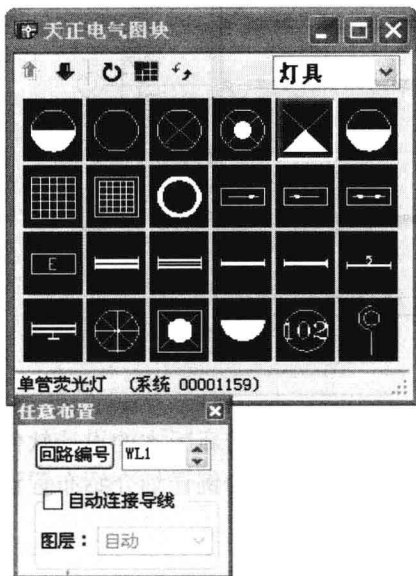 天正电气图块
灯具
E
5
102
单管荧光灯 (系统 00001159)
任意布置
回路编号 WL1
自动连接导线
图层： 自动